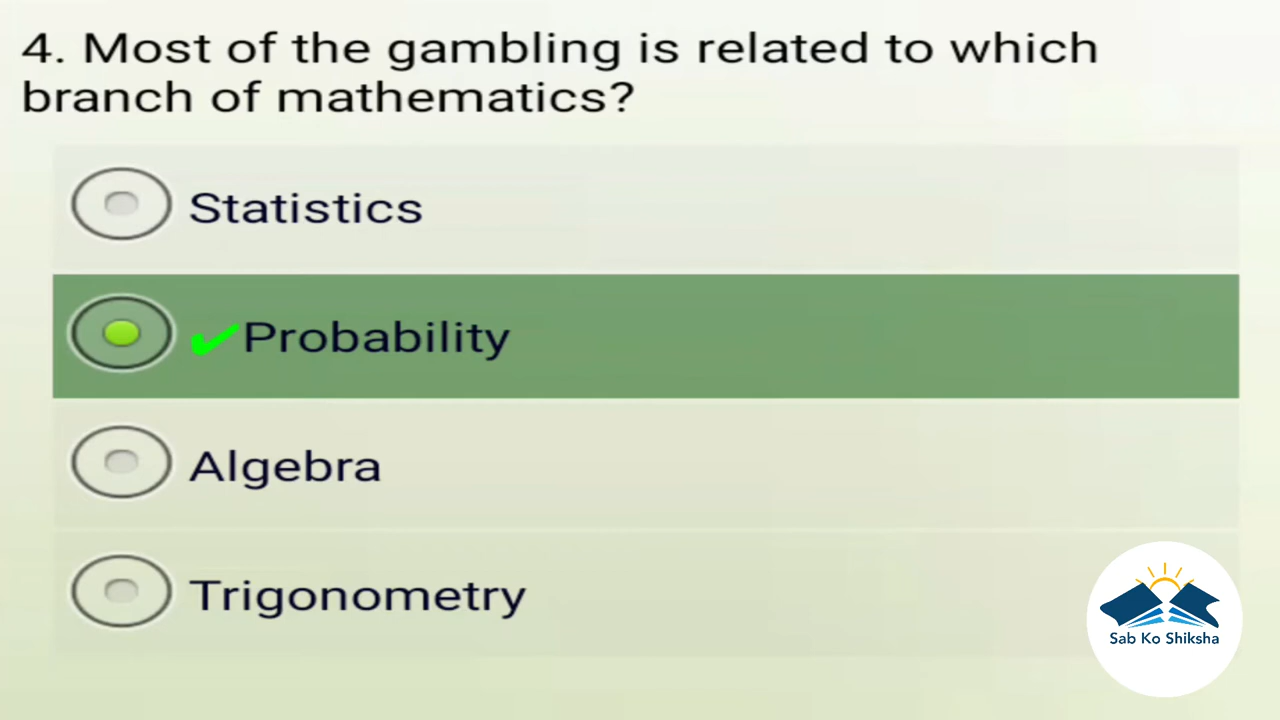 4. Most of the gambling is related to which
branch of mathematics?
Statistics
✔Probability
Algebra
Trigonometry
Sab Ko Shiksha